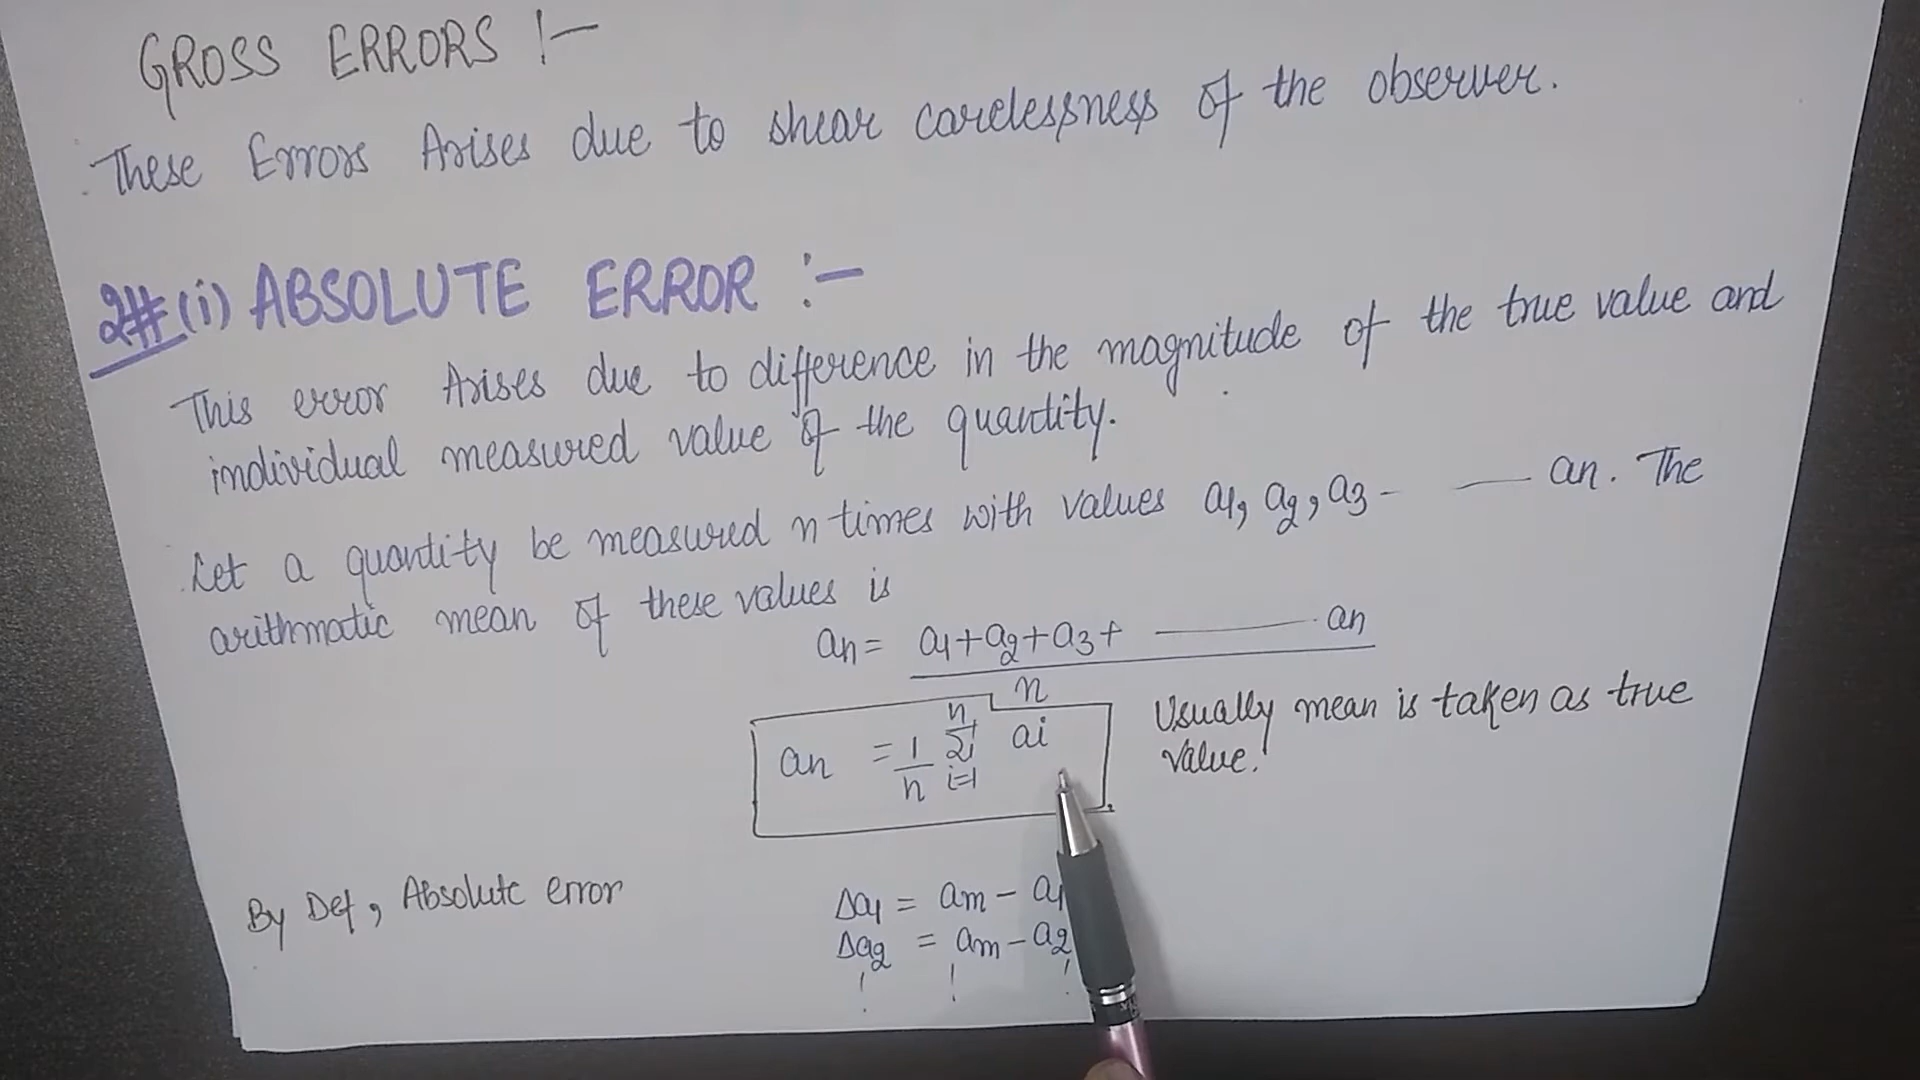 GROSS ERRORS :-
These Errors Arises due to shear carelessness of the observer.
2# (i) ABSOLUTE ERROR :-
This error Arises due to difference in the magnitude of the true value and
individual measured value of the quantity.
Let a quantity be measured n times with values a1, a2, a3 - —— an. The
arithmatic mean of these values is
an = a1+a2+a3+ ——— an
n
an = 1/n n∑i=1 ai
Usually mean is taken as true
value.
By Def, Absolute error
Δa1 = am - a1
Δa2 = am - a2